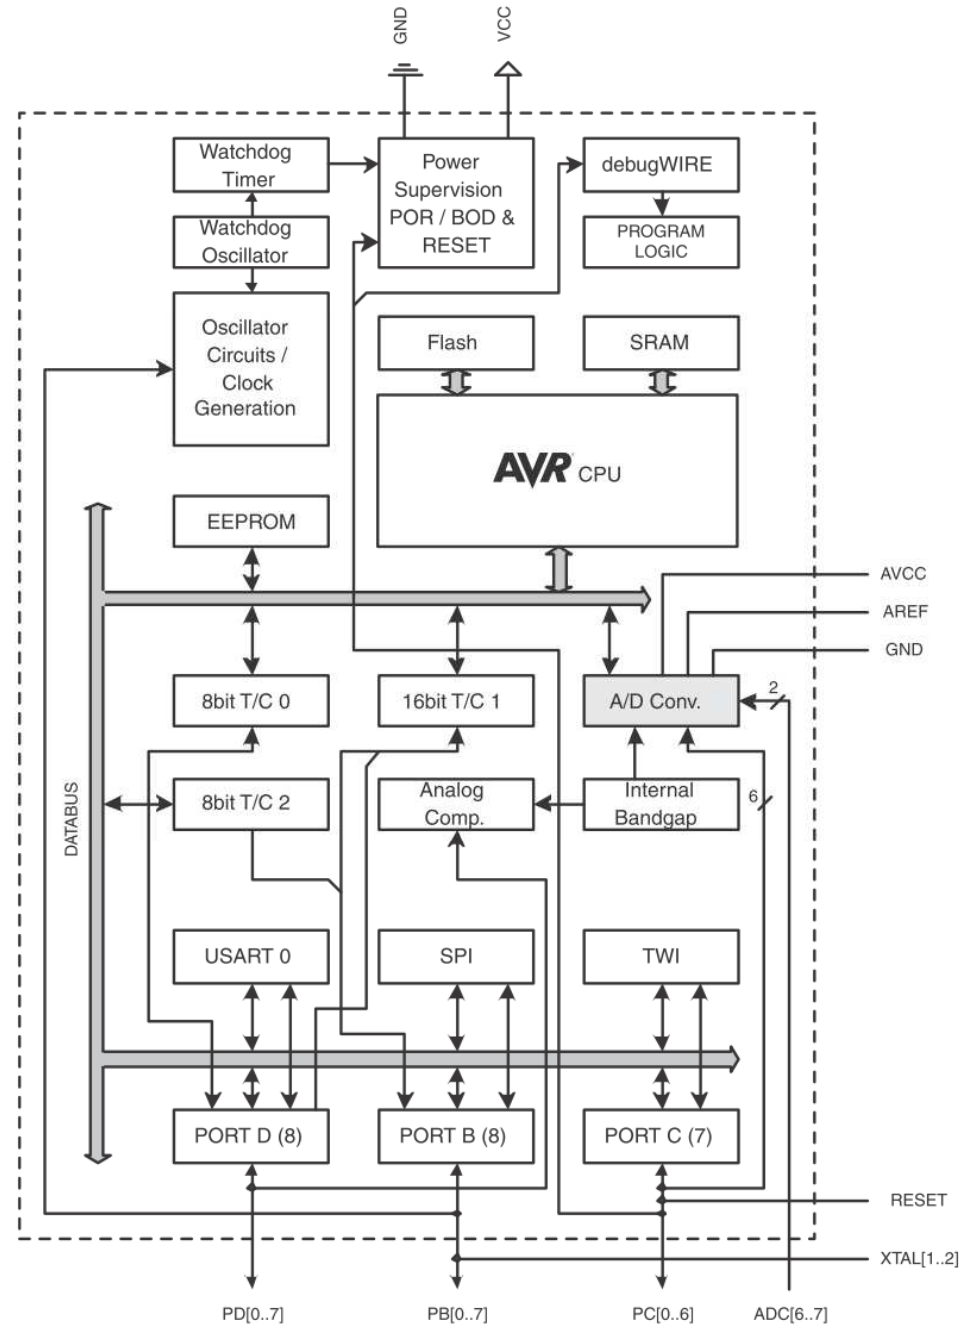 GND
VCC
Watchdog
Timer
Power
Supervision
POR / BOD &
RESET
debugWIRE
Watchdog
Oscillator
PROGRAM
LOGIC
Oscillator
Circuits /
Clock
Generation
Flash
SRAM
AVR CPU
EEPROM
AVCC
AREF
GND
8bit T/C 0
16bit T/C 1
A/D Conv.
2
DATABUS
8bit T/C 2
Analog
Comp.
Internal
Bandgap
6
USART 0
SPI
TWI
PORT D (8)
PORT B (8)
PORT C (7)
RESET
XTAL[1..2]
PD[0..7]
PB[0..7]
PC[0..6]
ADC[6..7]